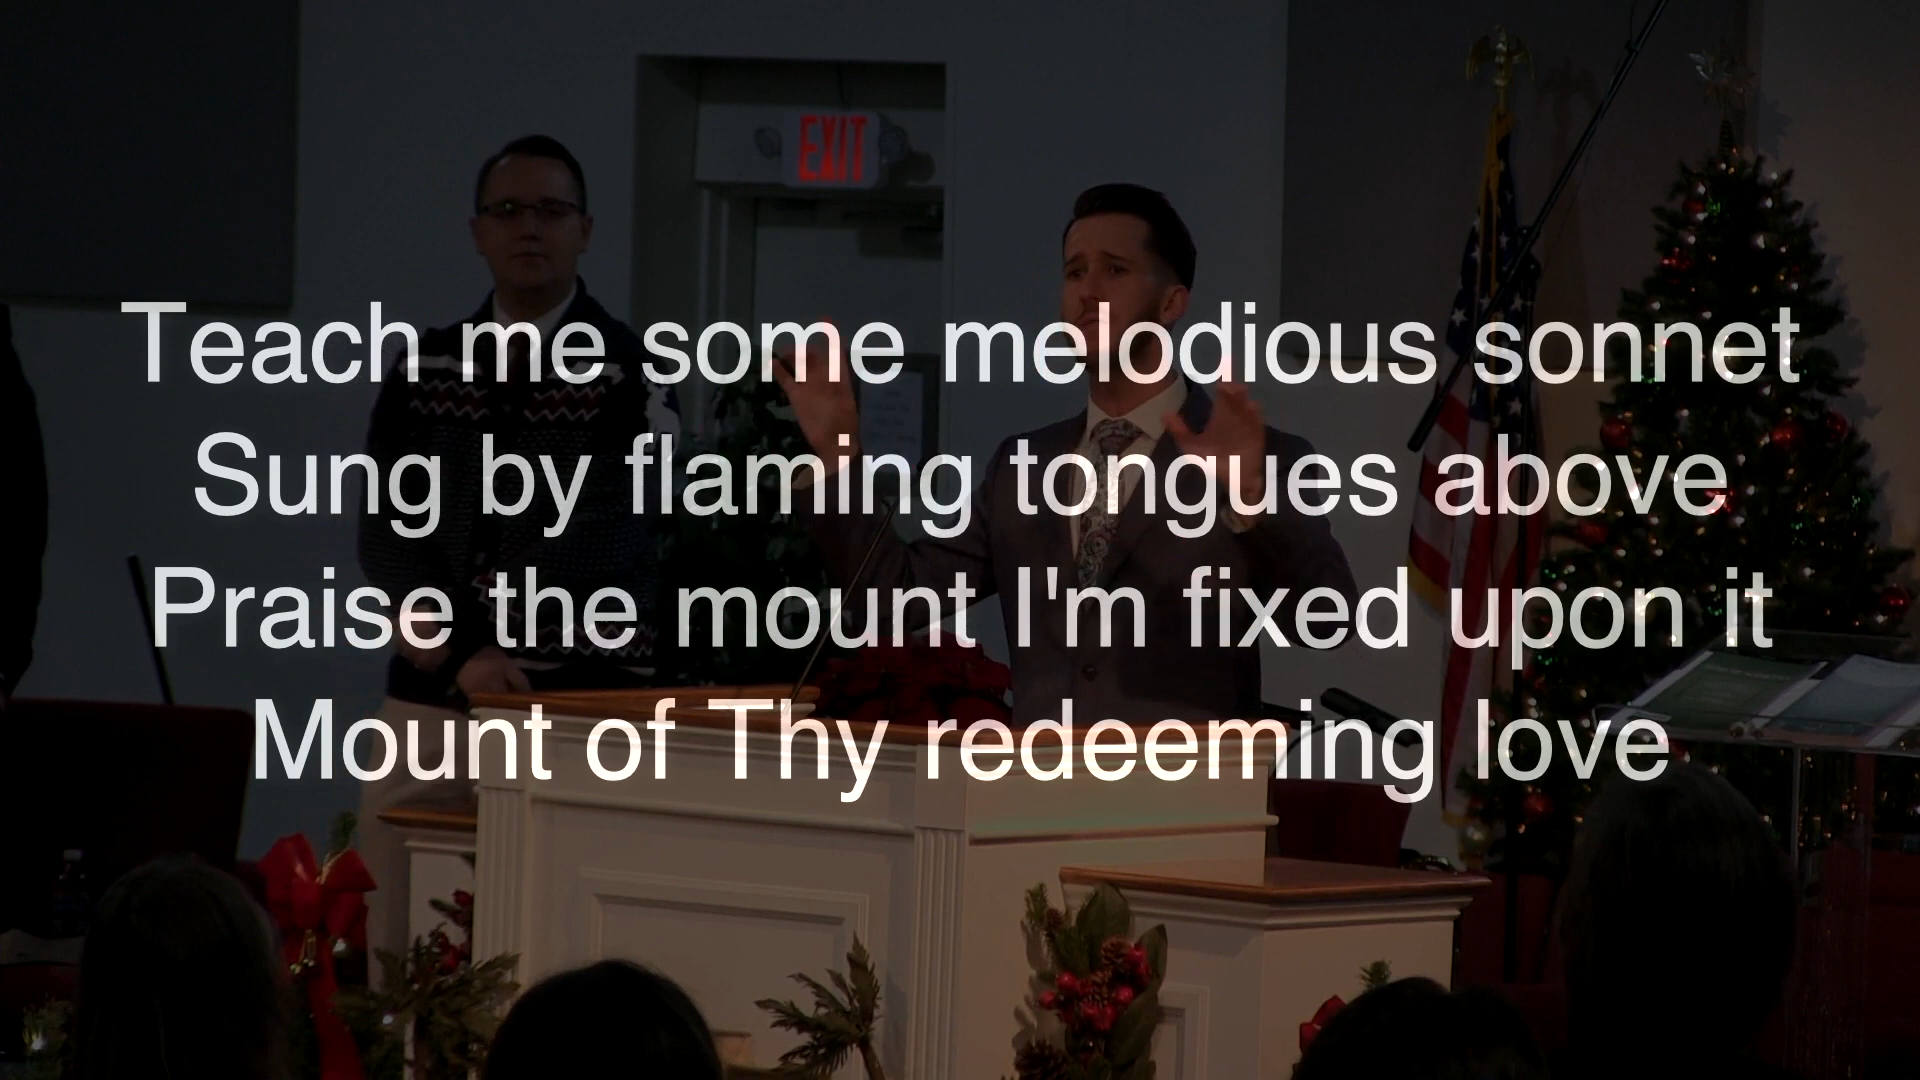 EXIT
Teach me some melodious sonnet
Sung by flaming tongues above
Praise the mount I'm fixed upon it
Mount of Thy redeeming love